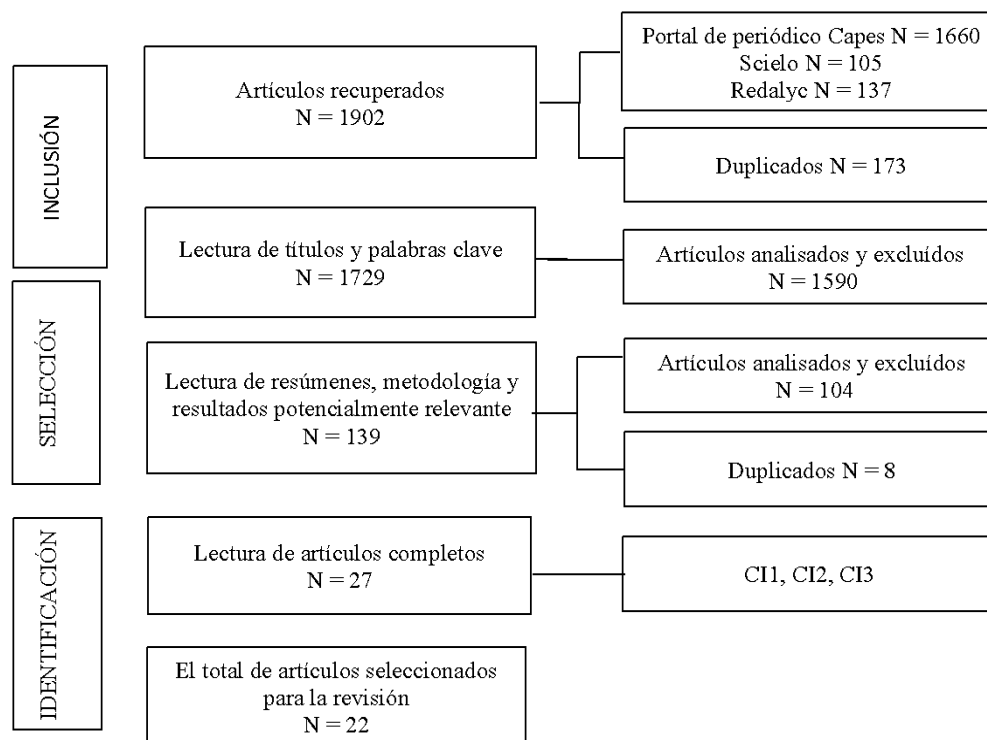 INCLUSIÓN
Artículos recuperados
N = 1902
Portal de periódico Capes N = 1660
Scielo N = 105
Redalyc N = 137
Duplicados N = 173
Lectura de títulos y palabras clave
N = 1729
Artículos analisados y excluídos
N = 1590
SELECCIÓN
Lectura de resúmenes, metodología y
resultados potencialmente relevante
N = 139
Artículos analisados y excluídos
N = 104
Duplicados N = 8
IDENTIFICACIÓN
Lectura de artículos completos
N = 27
CI1, CI2, CI3
El total de artículos seleccionados
para la revisión
N = 22